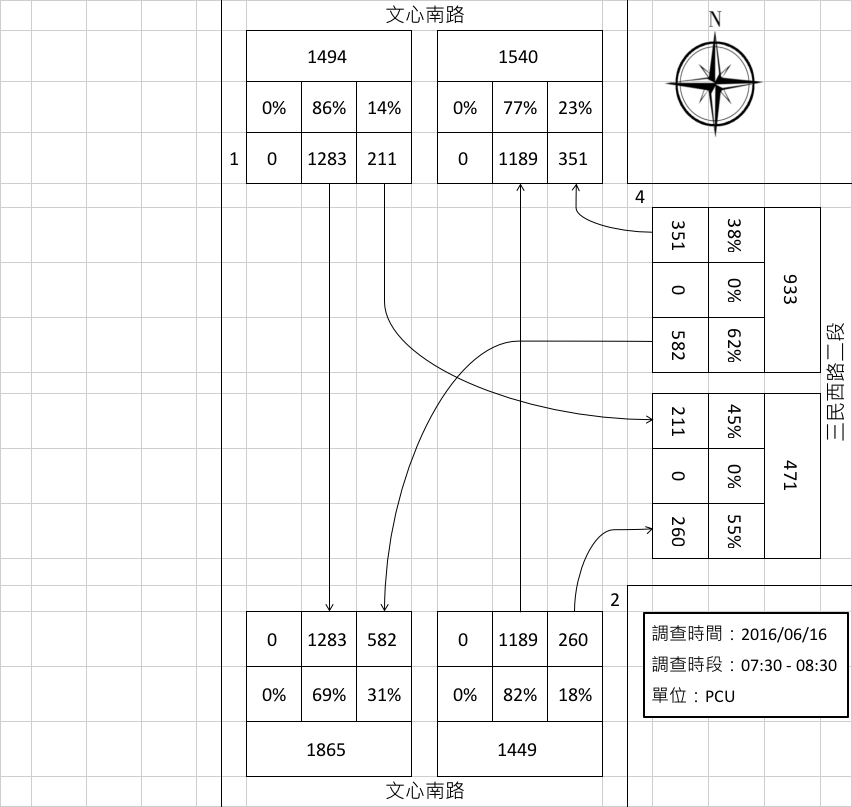 文心南路
N
1494
1540
0% 86% 14%
0% 77% 23%
1
0 1283 211
0 1189 351
4
351 38%
0 0%
582 62%
933
三民西路二段
211 45%
0 0%
260 55%
471
2
0 1283 582
0 1189 260
0% 69% 31%
0% 82% 18%
1865
1449
文心南路
調查時間：2016/06/16
調查時段：07:30 - 08:30
單位：PCU